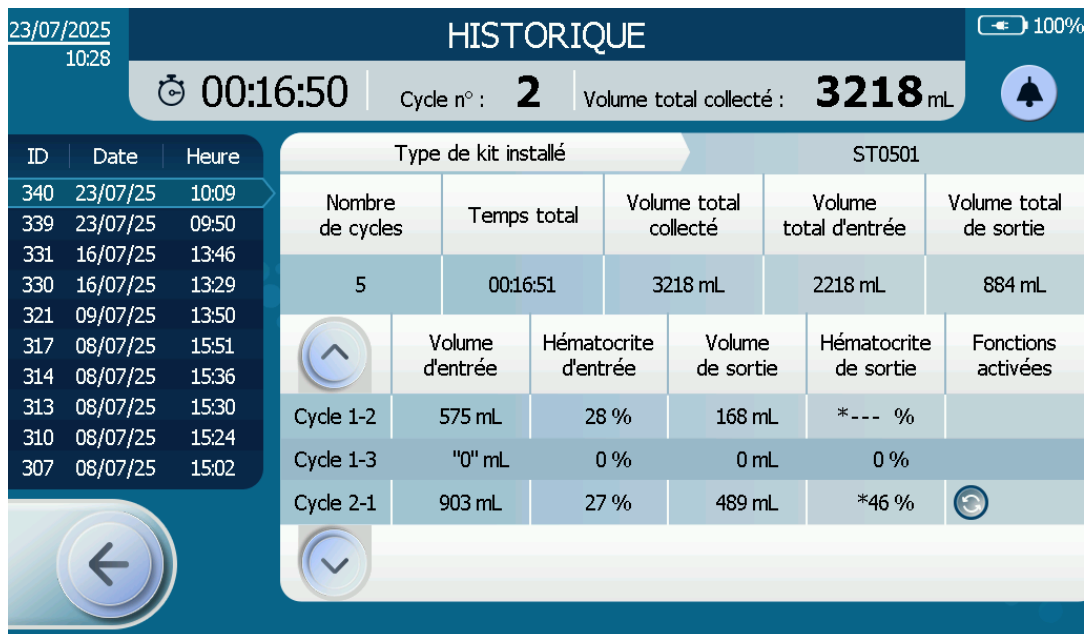 23/07/2025
10:28
HISTORIQUE
100%
00:16:50
Cycle n° : 2
Volume total collecté : 3218 mL
ID Date Heure
340 23/07/25 10:09
339 23/07/25 09:50
331 16/07/25 13:46
330 16/07/25 13:29
321 09/07/25 13:50
317 08/07/25 15:51
314 08/07/25 15:36
313 08/07/25 15:30
310 08/07/25 15:24
307 08/07/25 15:02
Type de kit installé ST0501
Nombre de cycles Temps total Volume total collecté Volume total d'entrée Volume total de sortie
5 00:16:51 3218 mL 2218 mL 884 mL
Volume d'entrée Hématocrite d'entrée Volume de sortie Hématocrite de sortie Fonctions activées
Cycle 1-2 575 mL 28 % 168 mL *--- %
Cycle 1-3 "0" mL 0 % 0 mL 0 %
Cycle 2-1 903 mL 27 % 489 mL *46 %